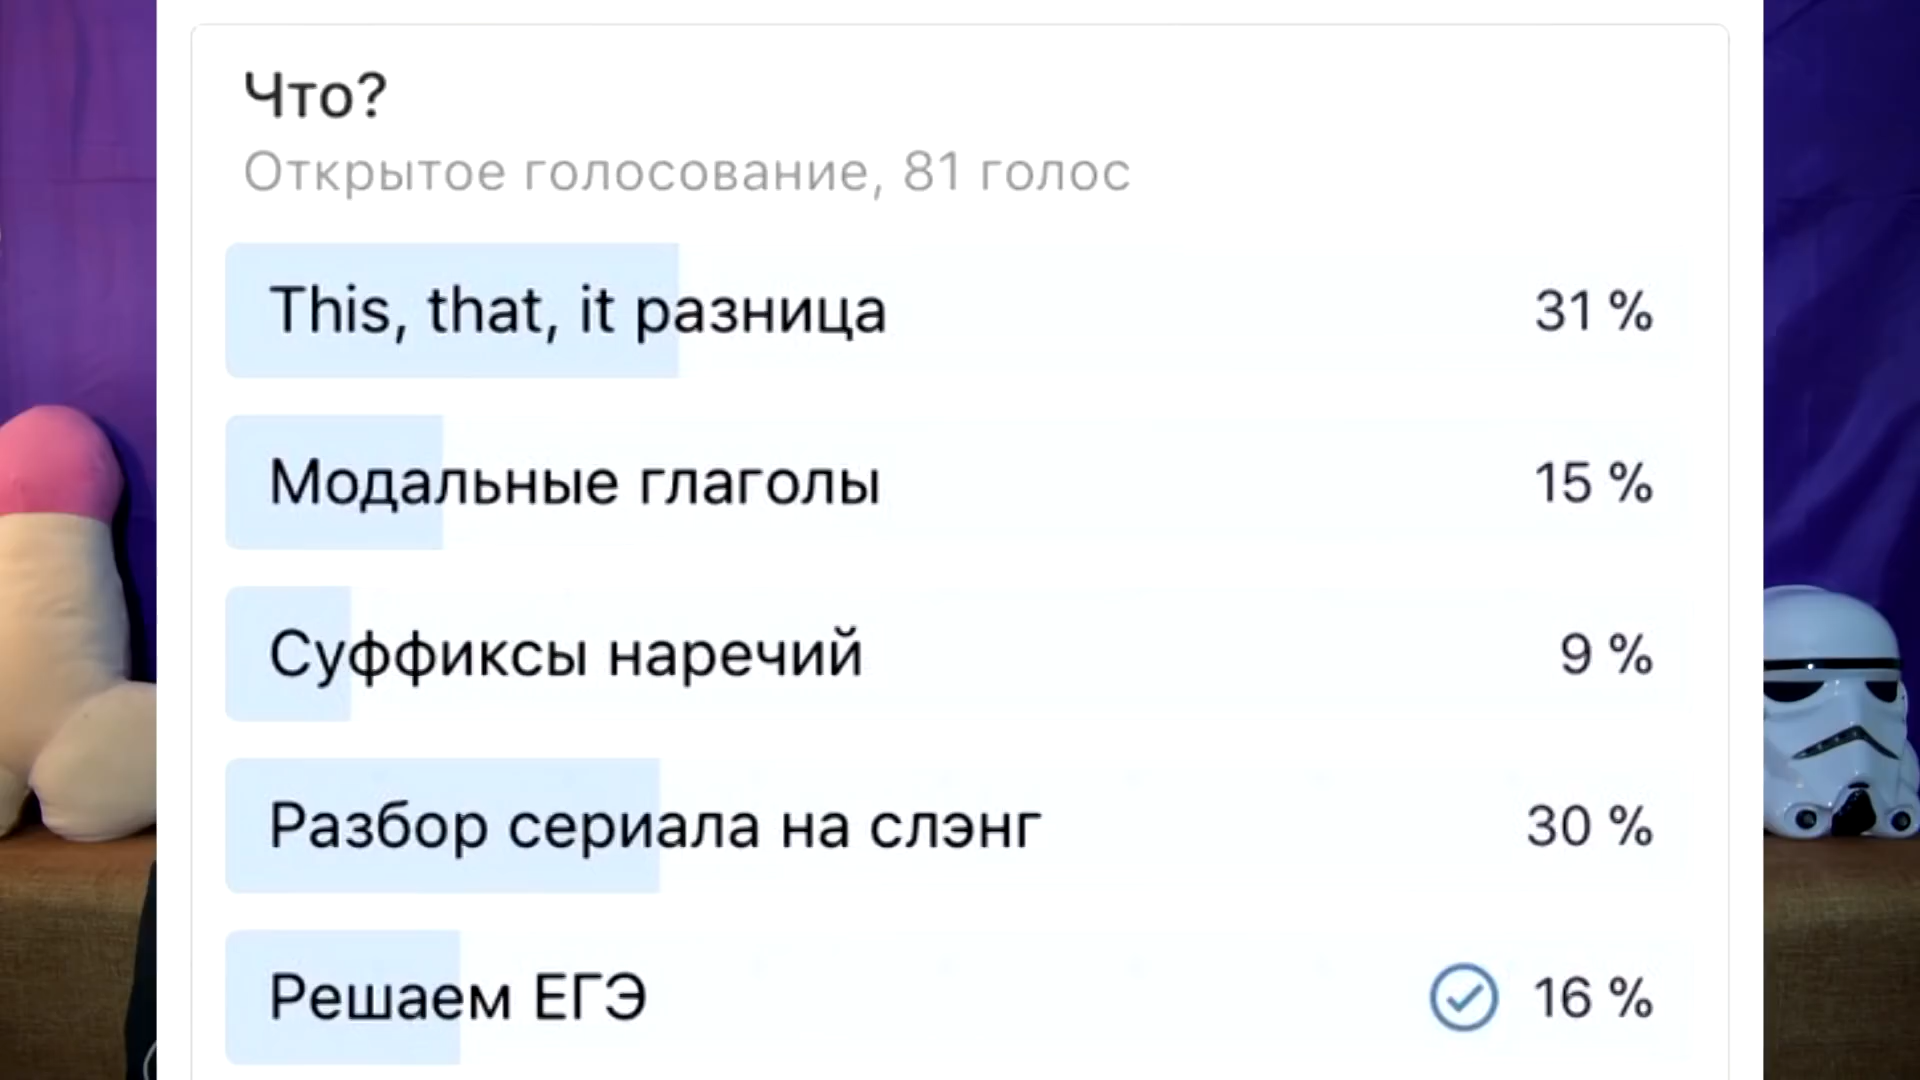 Что?
Открытое голосование, 81 голос
This, that, it разница 31 %
Модальные глаголы 15 %
Суффиксы наречий 9 %
Разбор сериала на слэнг 30 %
Решаем ЕГЭ 16 %